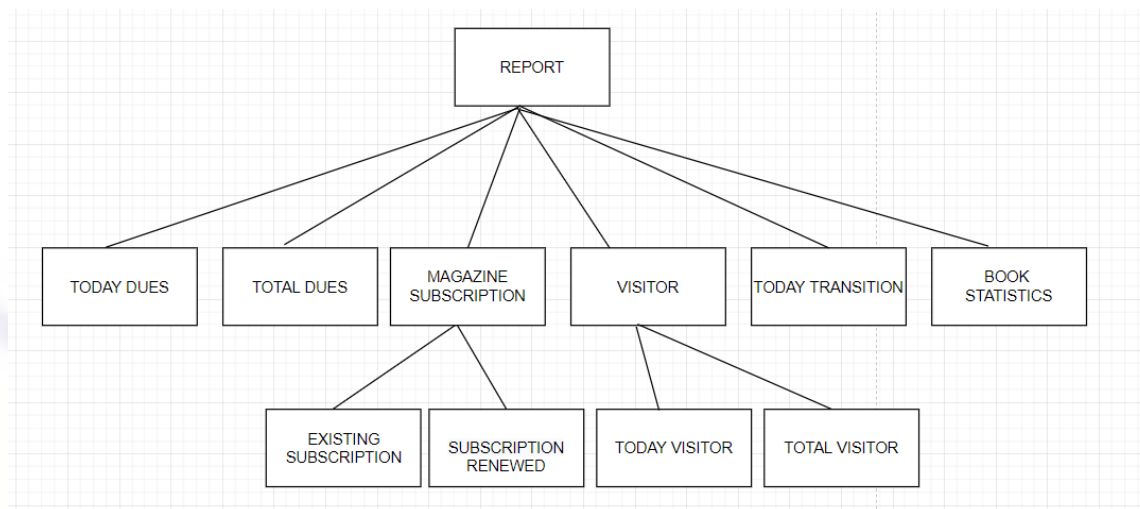 REPORT
TODAY DUES
TOTAL DUES
MAGAZINE
SUBSCRIPTION
VISITOR
TODAY TRANSITION
BOOK
STATISTICS
EXISTING
SUBSCRIPTION
SUBSCRIPTION
RENEWED
TODAY VISITOR
TOTAL VISITOR